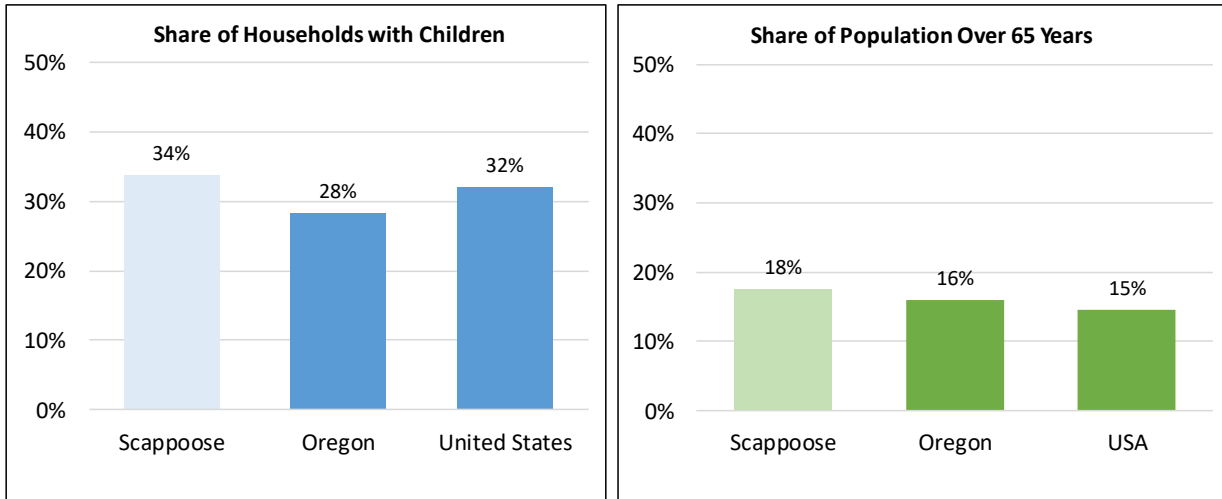 Share of Households with Children
50%
40%
30%
20%
10%
0%
34%
28%
32%
Scappoose
Oregon
United States
Share of Population Over 65 Years
50%
40%
30%
20%
10%
0%
18%
16%
15%
Scappoose
Oregon
USA